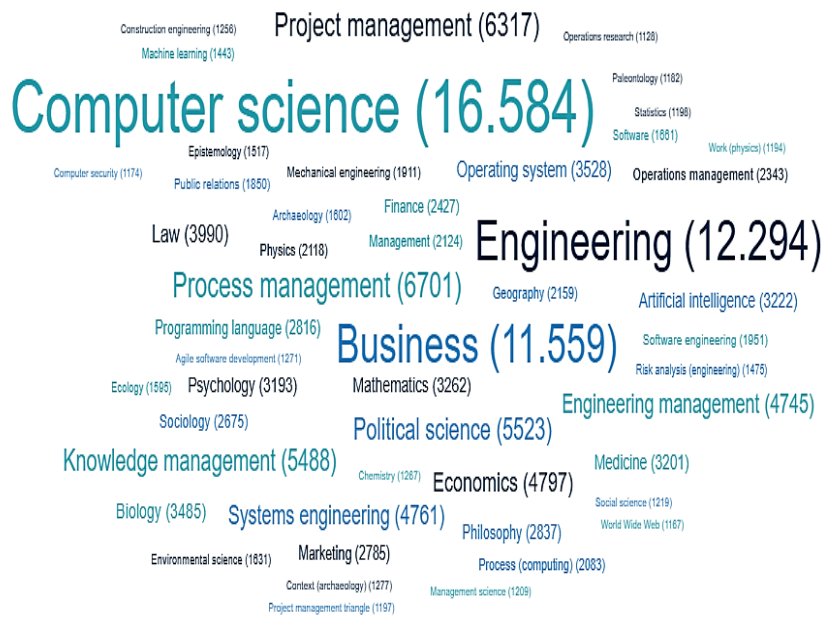 Project management (6317)
Construction engineering (1256)
Operations research (1128)
Machine learning (1443)
Paleontology (1182)
Computer science (16.584)
Statistics (1198)
Software (1661)
Work (physics) (1194)
Epistemology (1517)
Computer security (1174)
Mechanical engineering (1911)
Operating system (3528)
Operations management (2343)
Public relations (1850)
Finance (2427)
Archaeology (1602)
Law (3990)
Management (2124)
Engineering (12.294)
Physics (2118)
Process management (6701)
Geography (2159)
Artificial intelligence (3222)
Programming language (2816)
Business (11.559)
Software engineering (1951)
Agile software development (1271)
Risk analysis (engineering) (1475)
Ecology (1595)
Psychology (3193)
Mathematics (3262)
Engineering management (4745)
Sociology (2675)
Political science (5523)
Knowledge management (5488)
Medicine (3201)
Chemistry (1267)
Economics (4797)
Biology (3485)
Systems engineering (4761)
Social science (1219)
Philosophy (2837)
World Wide Web (1167)
Environmental science (1631)
Marketing (2785)
Process (computing) (2083)
Context (archaeology) (1277)
Management science (1209)
Project management triangle (1197)